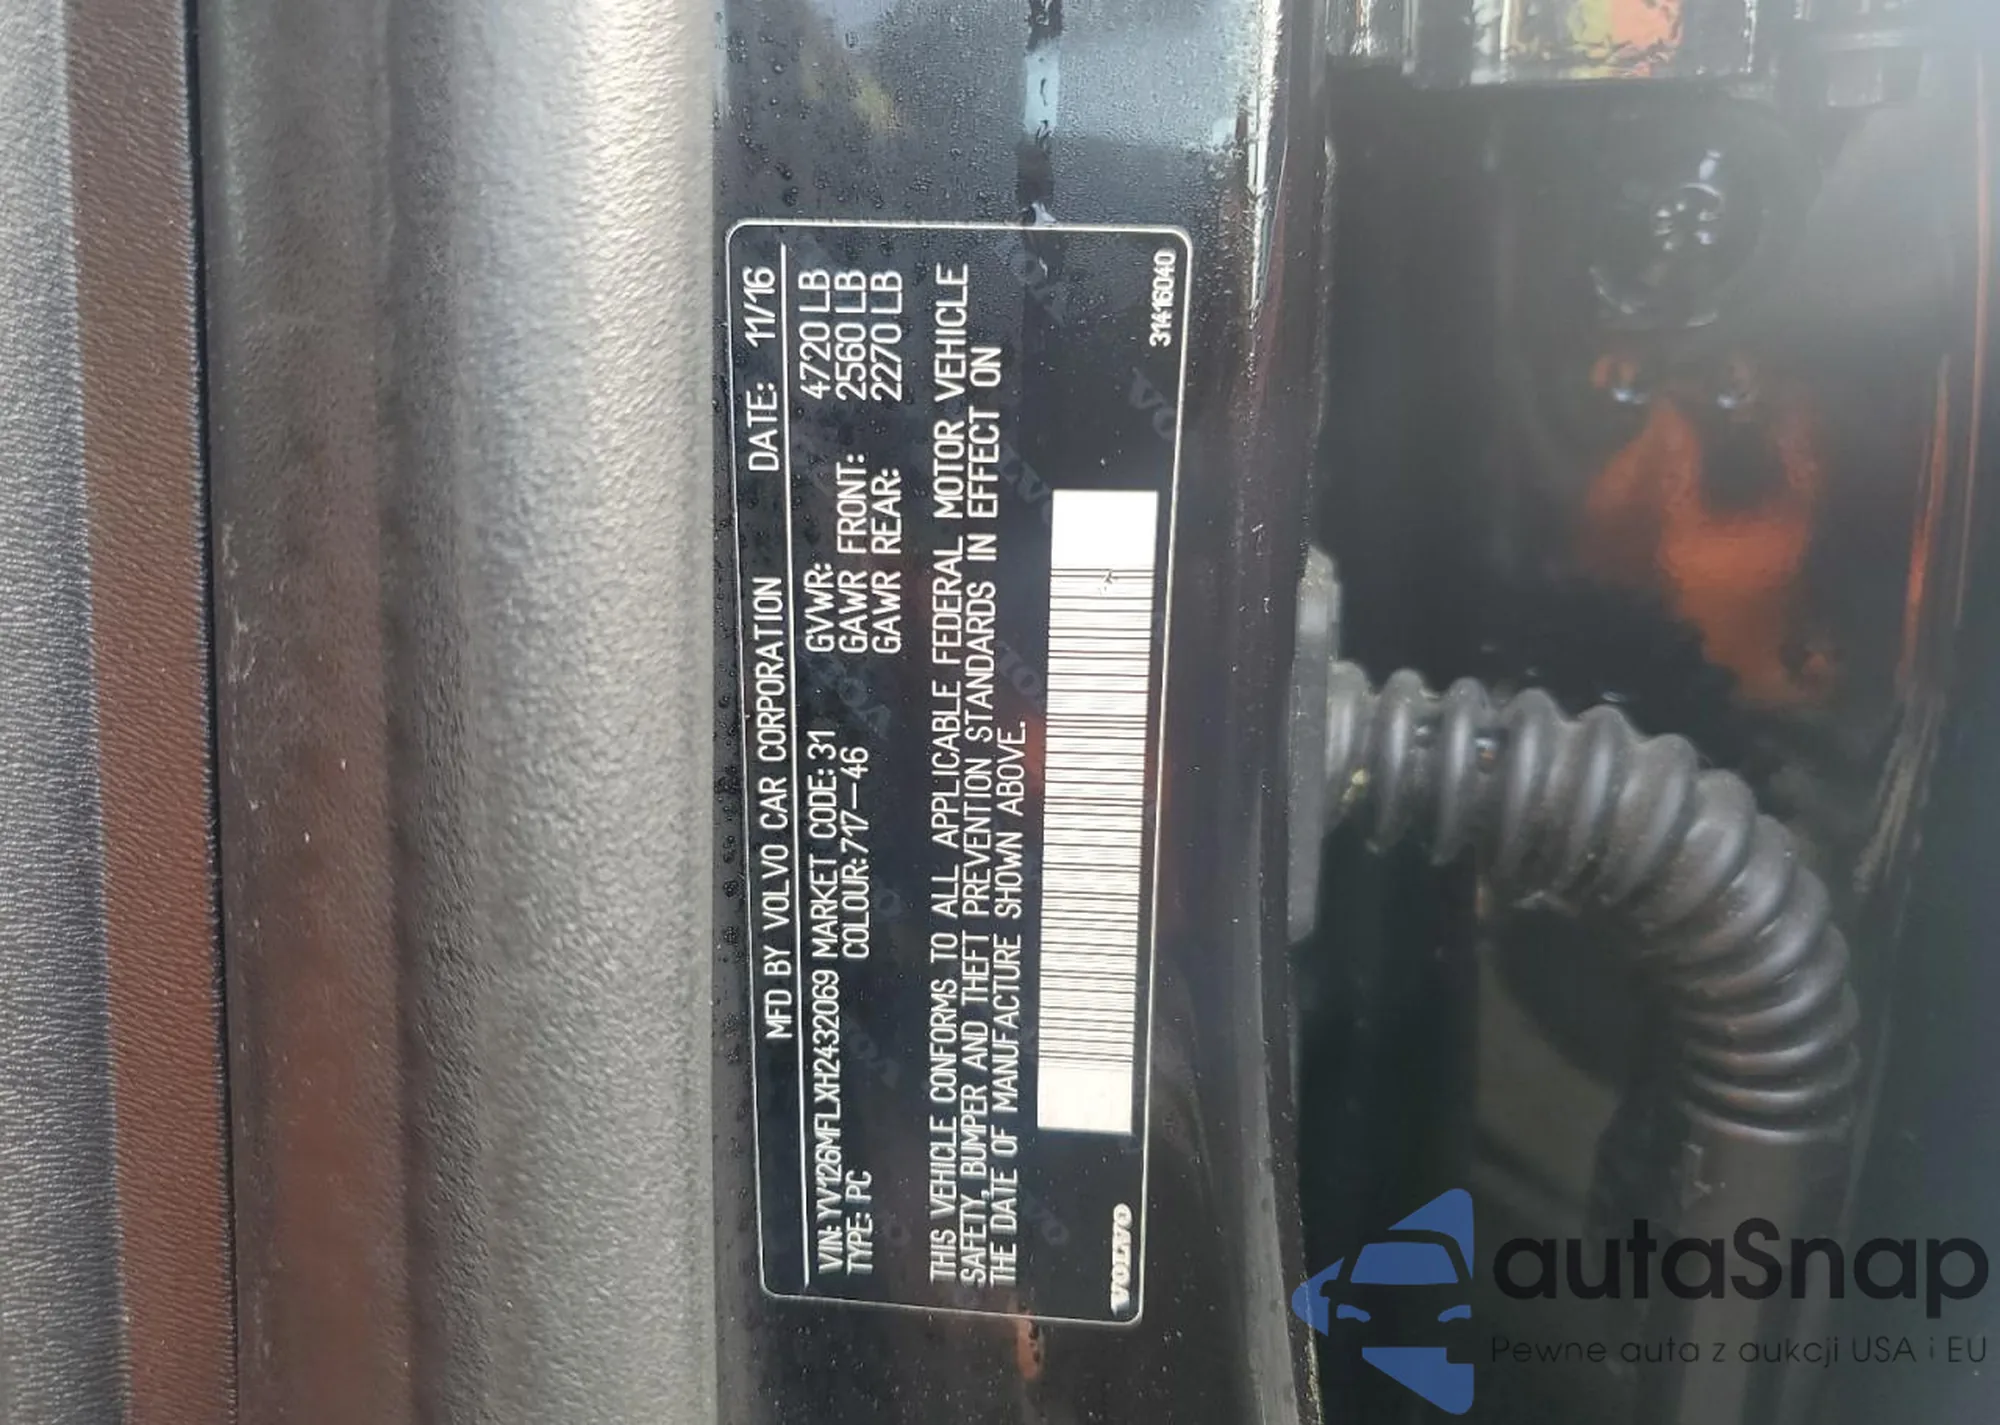 MFD BY VOLVO CAR CORPORATION DATE: 11/16
VIN: YV126MFLXH2432069 MARKET CODE: 31 GVWR: 4720 LB
TYPE: PC COLOUR: 717-46 GAWR FRONT: 2560 LB
GAWR REAR: 2270 LB
THIS VEHICLE CONFORMS TO ALL APPLICABLE FEDERAL MOTOR VEHICLE
SAFETY, BUMPER AND THEFT PREVENTION STANDARDS IN EFFECT ON
THE DATE OF MANUFACTURE SHOWN ABOVE.
VOLVO
31416040
autaSnap
Pewne auta z aukcji USA i EU